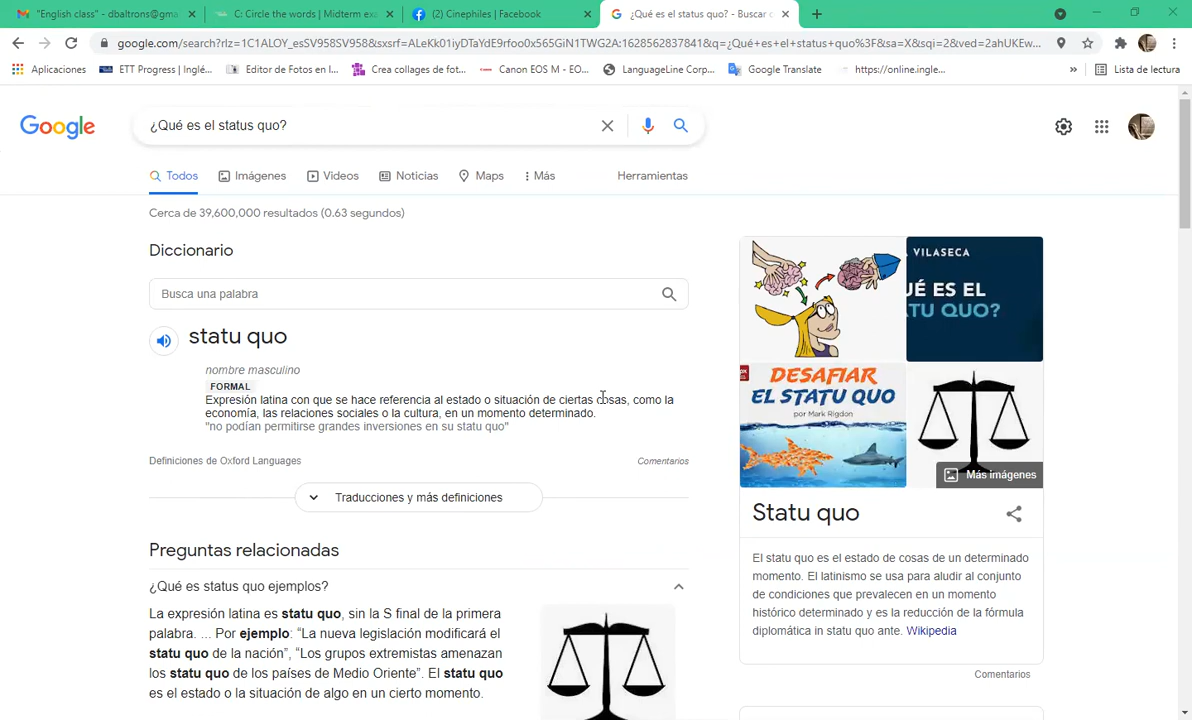 "English class" - dbaltrons@gma
C: Circle the words | Midterm exa
(2) Cinephiles | Facebook
¿Qué es el status quo? - Buscar c
google.com/search?rlz=1C1ALOY_esSV958SV958&sxsrf=ALeKk01iyDTaYdE9rfoo0x565GiN1TWG2A:1628562837841&q=¿Qué+es+el+status+quo%3F&sa=X&sqi=2&ved=2ahUKEw...
Aplicaciones
ETT Progress | Inglé...
Editor de Fotos en l...
Crea collages de fot...
Canon EOS M - EO...
LanguageLine Corp...
Google Translate
https://online.ingle...
»
Lista de lectura
Google
¿Qué es el status quo?
Todos
Imágenes
Videos
Noticias
Maps
Más
Herramientas
Cerca de 39,600,000 resultados (0.63 segundos)
Diccionario
Busca una palabra
statu quo
nombre masculino
FORMAL
Expresión latina con que se hace referencia al estado o situación de ciertas cosas, como la
economía, las relaciones sociales o la cultura, en un momento determinado.
"no podían permitirse grandes inversiones en su statu quo"
Definiciones de Oxford Languages
Comentarios
Traducciones y más definiciones
Preguntas relacionadas
¿Qué es status quo ejemplos?
La expresión latina es statu quo, sin la S final de la primera
palabra. ... Por ejemplo: “La nueva legislación modificará el
statu quo de la nación”, “Los grupos extremistas amenazan
los statu quo de los países de Medio Oriente”. El statu quo
es el estado o la situación de algo en un cierto momento.
VILASECA
UÉ ES EL
TATU QUO?
DESAFIAR
EL STATU QUO
por Mark Rigdon
Más imágenes
Statu quo
El statu quo es el estado de cosas de un determinado
momento. El latinismo se usa para aludir al conjunto
de condiciones que prevalecen en un momento
histórico determinado y es la reducción de la fórmula
diplomática in statu quo ante. Wikipedia
Comentarios